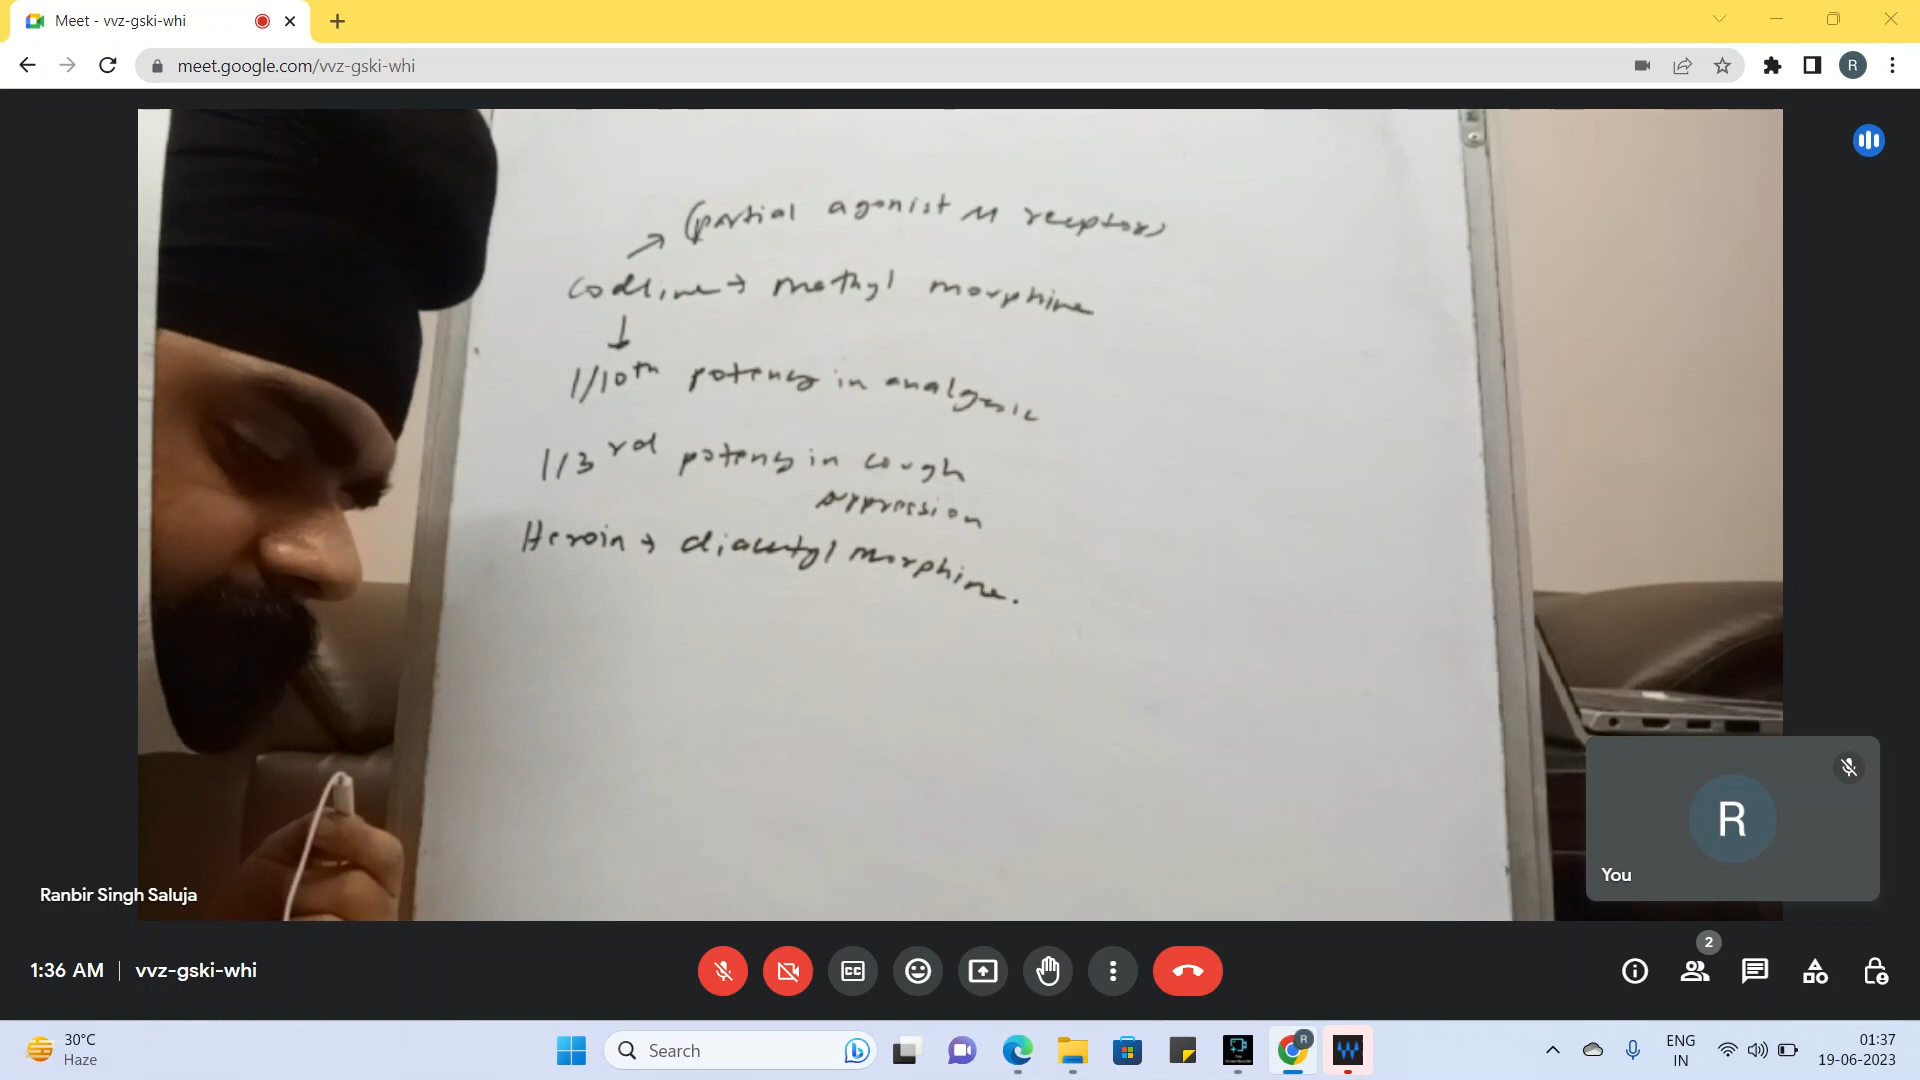 Meet - vvz-gski-whi
meet.google.com/vvz-gski-whi
R
(partial agonist M receptors
codeine → methyl morphine
1/10th potency in analgesic
1/3rd potency in cough
suppression
Heroin → diacetyl morphine.
R
You
Ranbir Singh Saluja
2
1:36 AM | vvz-gski-whi
CC
30°C
Haze
Search
R
ENG
IN
01:37
19-06-2023